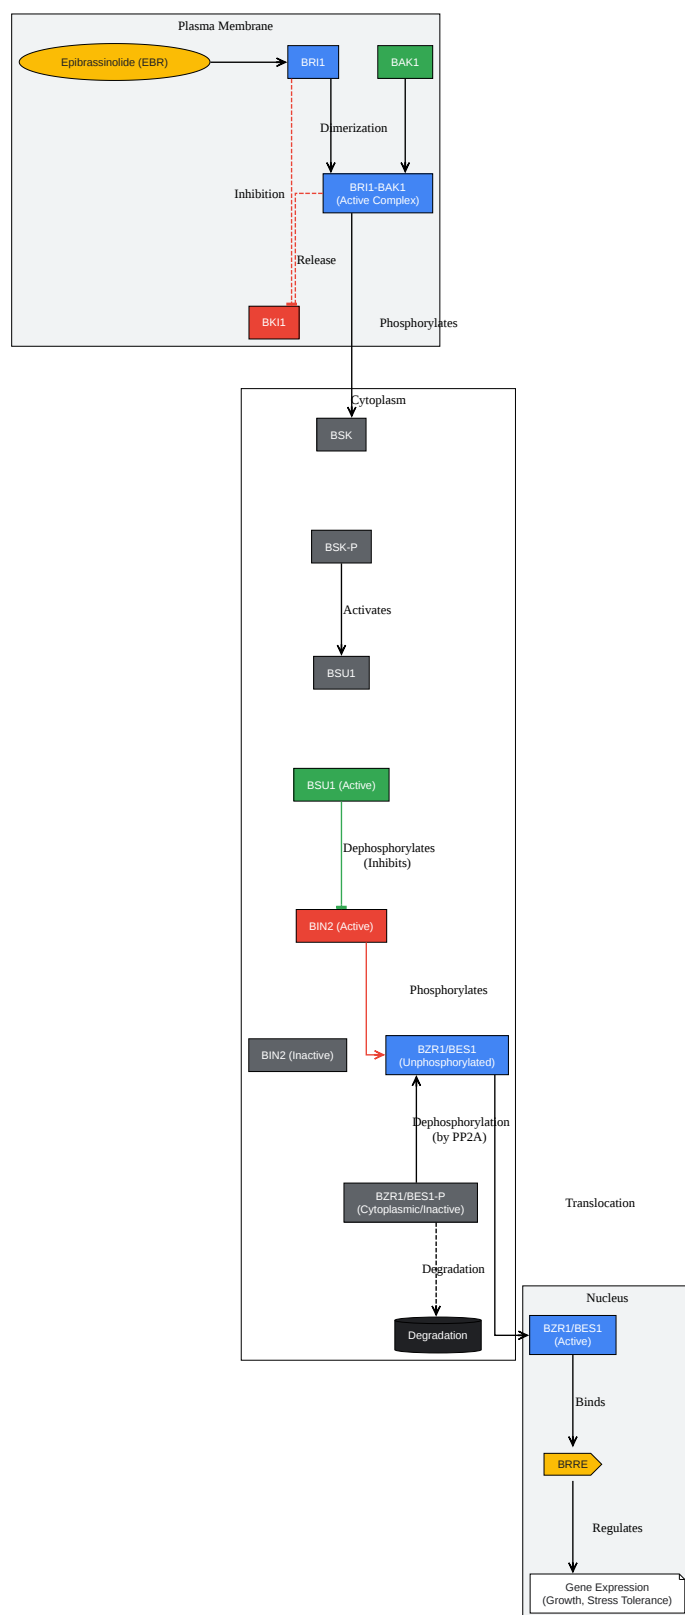 Plasma Membrane
Epibrassinolide (EBR)
BRI1
BAK1
Dimerization
BRI1-BAK1
(Active Complex)
Inhibition
Release
BKI1
Phosphorylates
Cytoplasm
BSK
BSK-P
Activates
BSU1
BSU1 (Active)
Dephosphorylates
(Inhibits)
BIN2 (Active)
Phosphorylates
BIN2 (Inactive)
BZR1/BES1
(Unphosphorylated)
Dephosphorylation
(by PP2A)
BZR1/BES1-P
(Cytoplasmic/Inactive)
Translocation
Degradation
Degradation
Nucleus
BZR1/BES1
(Active)
Binds
BRRE
Regulates
Gene Expression
(Growth, Stress Tolerance)